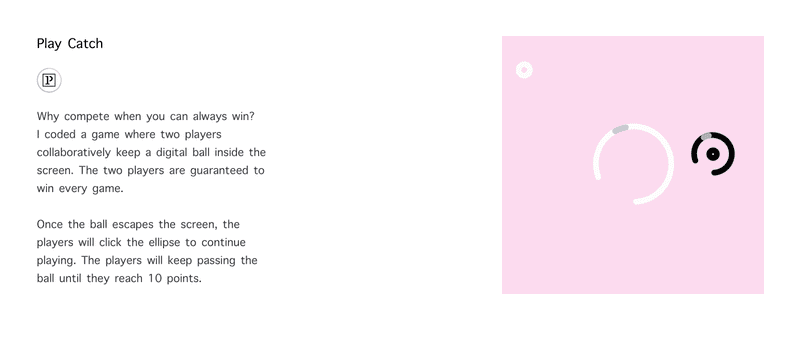 Play Catch
P
Why compete when you can always win?
I coded a game where two players
collaboratively keep a digital ball inside the
screen. The two players are guaranteed to
win every game.
Once the ball escapes the screen, the
players will click the ellipse to continue
playing. The players will keep passing the
ball until they reach 10 points.